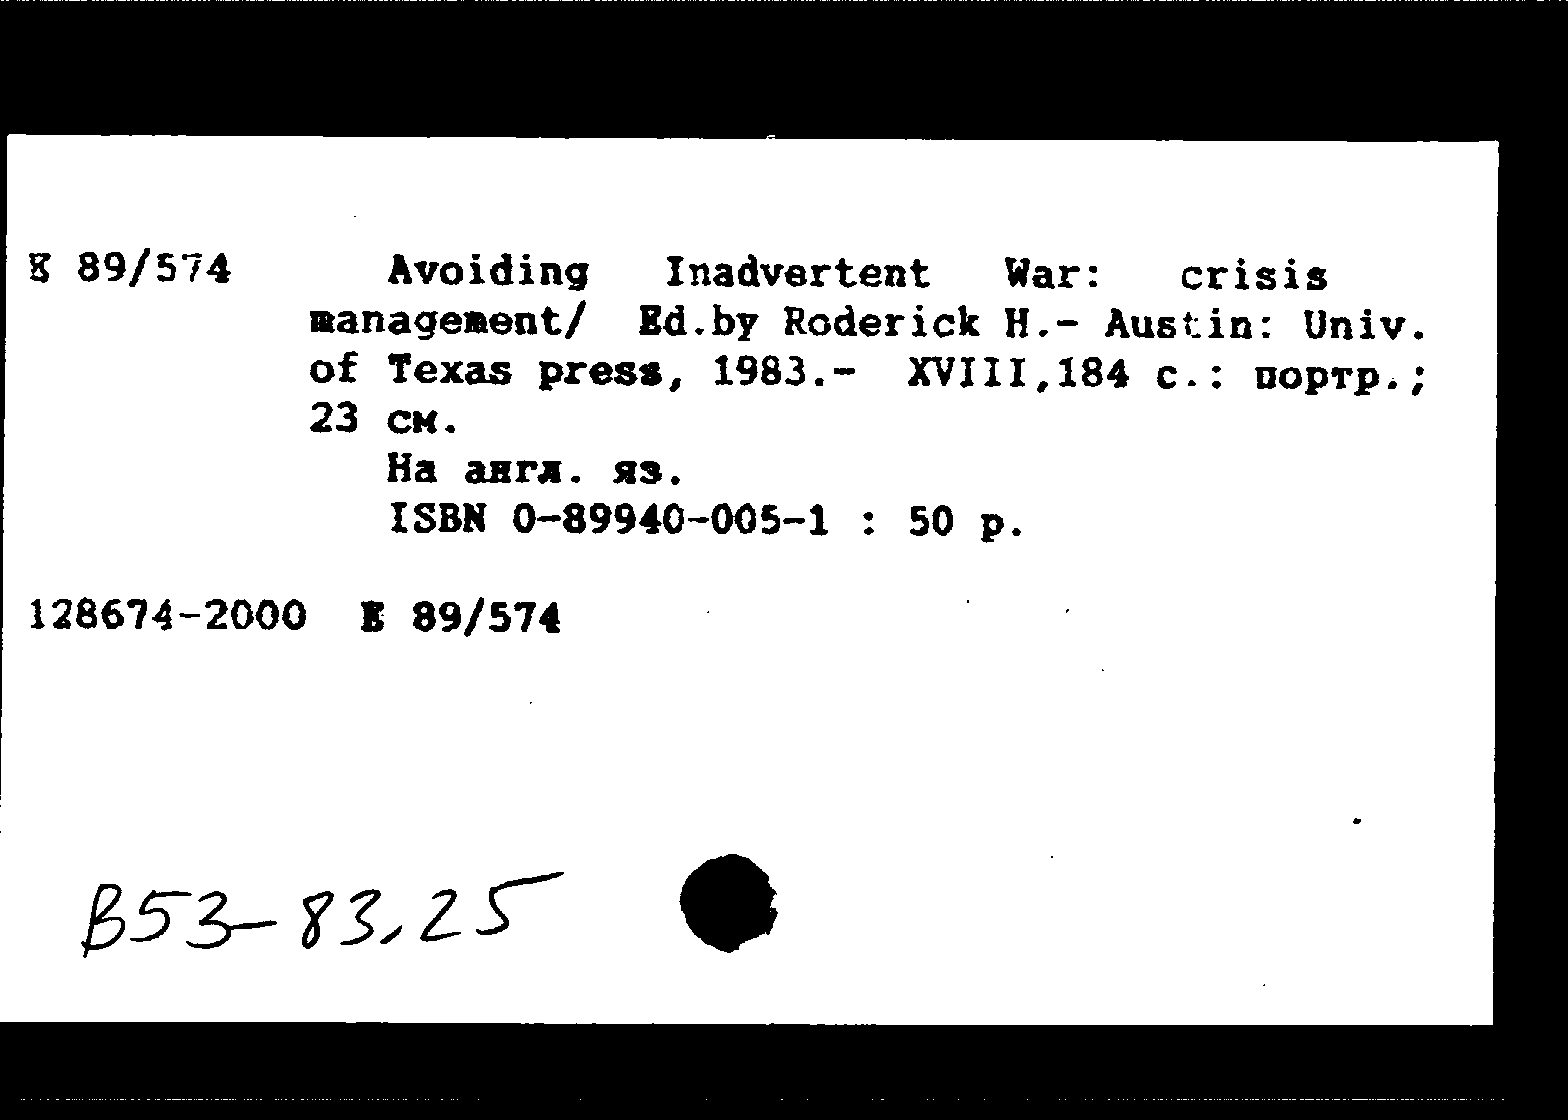 Е 89/574 Avoiding Inadvertent War: crisis
management/ Ed.by Roderick H.- Austin: Univ.
of Texas press, 1983.- XVIII,184 с.: портр.;
23 см.
На англ. яз.
ISBN 0-89940-005-1 : 50 р.
128674-2000 Е 89/574
В53-83,25